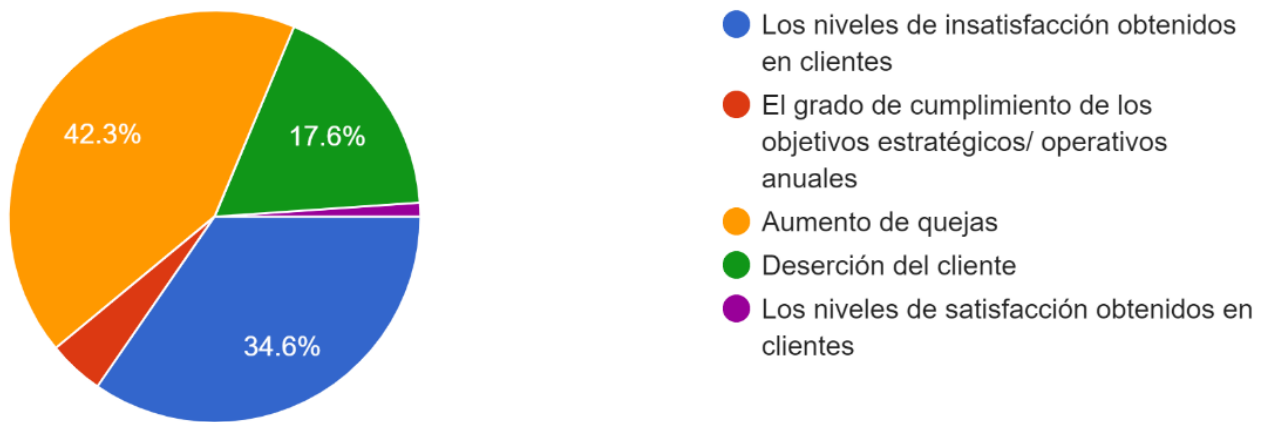 42.3%
17.6%
34.6%
Los niveles de insatisfacción obtenidos
en clientes
El grado de cumplimiento de los
objetivos estratégicos/ operativos
anuales
Aumento de quejas
Deserción del cliente
Los niveles de satisfacción obtenidos en
clientes